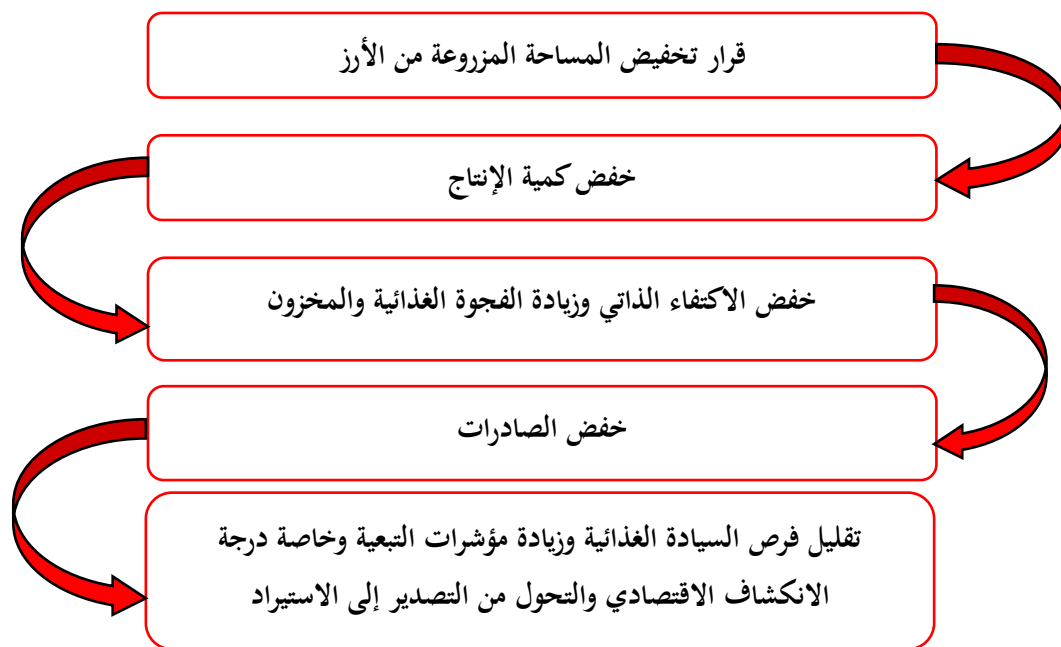 قرار تخفيض المساحة المزروعة من الأرز
خفض كمية الإنتاج
خفض الاكتفاء الذاتي وزيادة الفجوة الغذائية والمخزون
خفض الصادرات
تقليل فرص السيادة الغذائية وزيادة مؤشرات التبعية وخاصة درجة
الانكشاف الاقتصادي والتحول من التصدير إلى الاستيراد